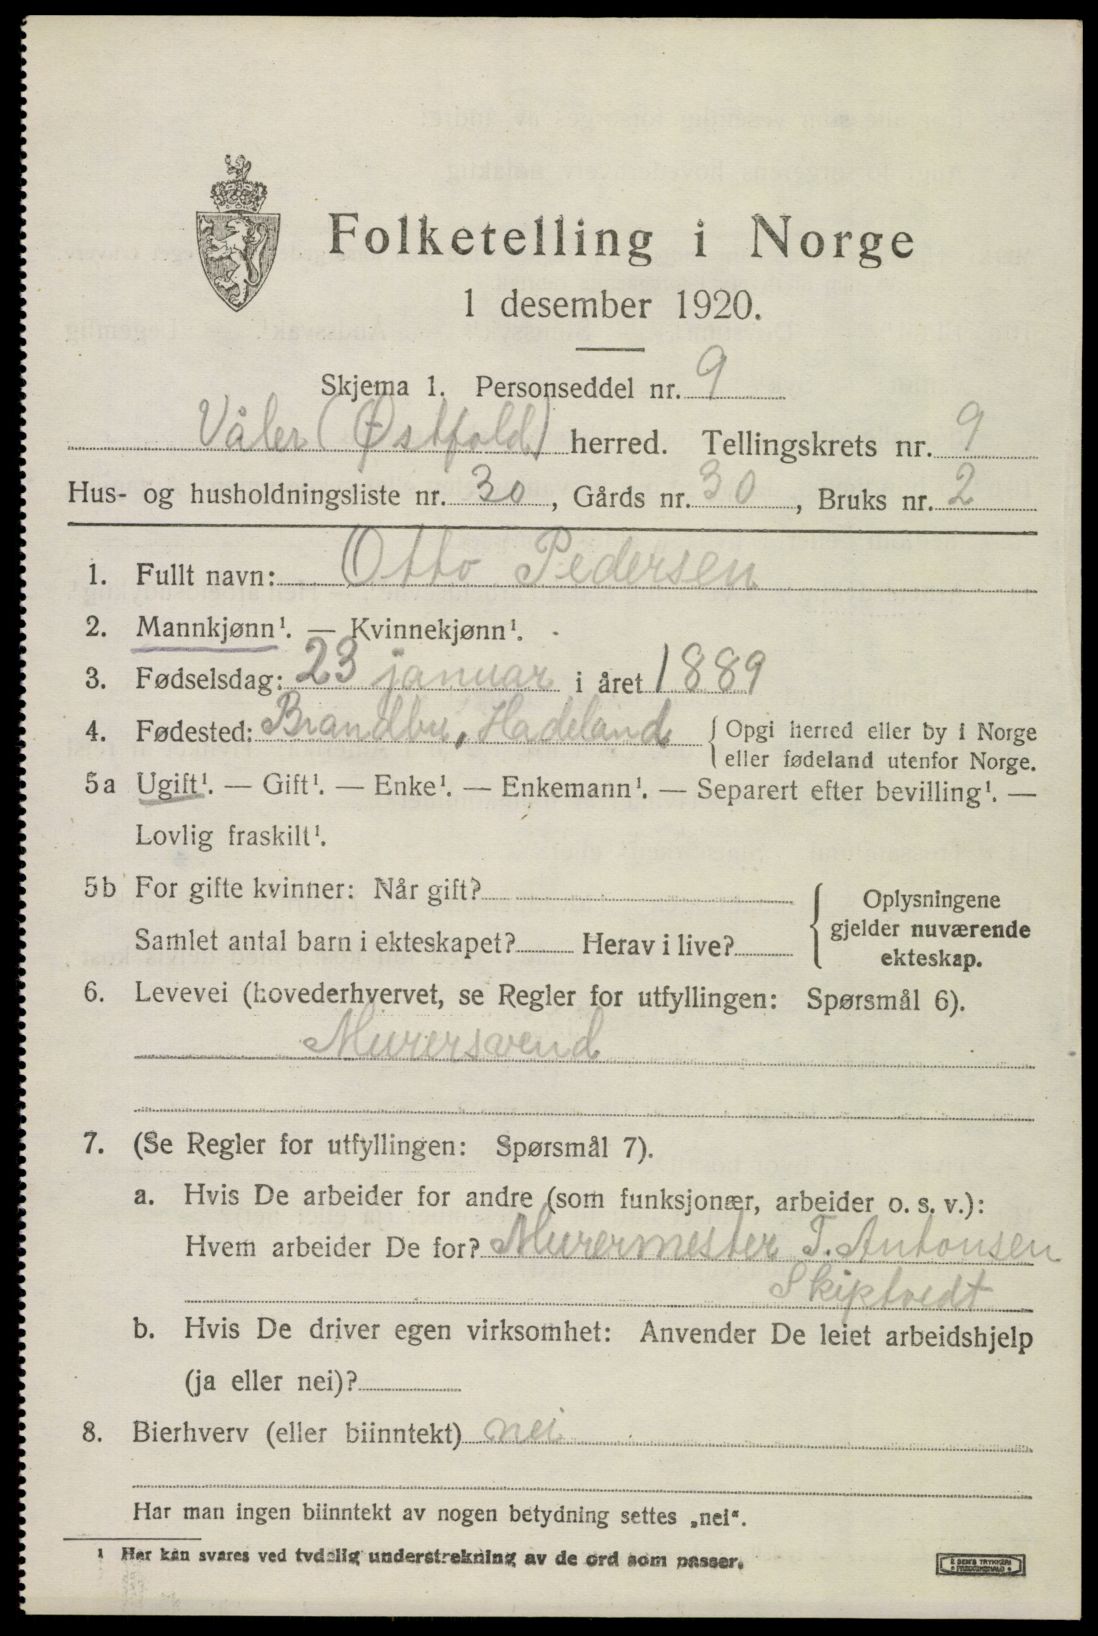 Folketelling i Norge
1 desember 1920.
Skjema 1. Personseddel nr. 9
Våler (Østfold) herred. Tellingskrets nr. 9
Hus- og husholdningsliste nr. 30, Gårds nr. 30, Bruks nr. 2
1. Fullt navn: Otto Pedersen
2. Mannkjønn¹. — Kvinnekjønn¹.
3. Fødselsdag: 23 januar i året 1889
4. Fødested: Brandbu, Hadeland { Opgi herred eller by i Norge
eller fødeland utenfor Norge.
5a Ugift¹. — Gift¹. — Enke¹. — Enkemann¹. — Separert efter bevilling¹. —
Lovlig fraskilt¹.
5b For gifte kvinner: Når gift?
Samlet antal barn i ekteskapet? Herav i live?
{ Oplysningene
gjelder nuværende
ekteskap.
6. Levevei (hovederhvervet, se Regler for utfyllingen: Spørsmål 6).
Murersvend
7. (Se Regler for utfyllingen: Spørsmål 7).
a. Hvis De arbeider for andre (som funksjonær, arbeider o. s. v.):
Hvem arbeider De for? Murermester T. Antonsen
Skiptvedt
b. Hvis De driver egen virksomhet: Anvender De leiet arbeidshjelp
(ja eller nei)?
8. Bierhverv (eller biinntekt) nei
Har man ingen biinntekt av nogen betydning settes „nei“.
¹ Her kan svares ved tydelig understrekning av de ord som passer.